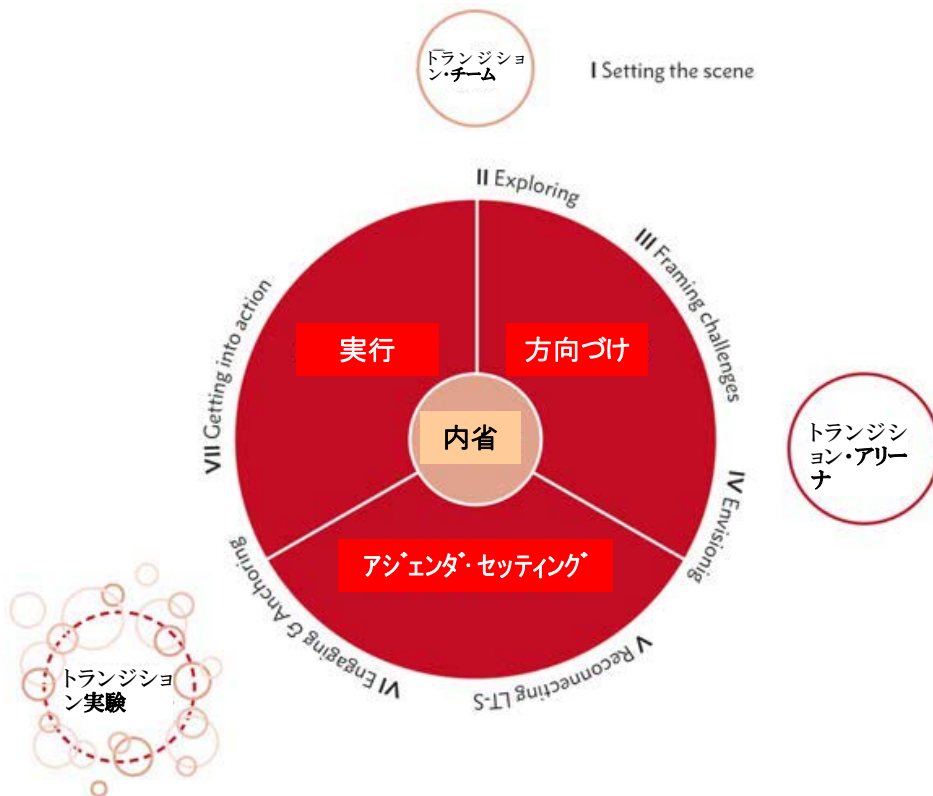 トランジショ
ン・チーム
I Setting the scene
II Exploring
III Framing challenges
実行
方向づけ
VII Getting into action
内省
トランジシ
ョン・アリー
ナ
IV Envisionig
アジェンダ・セッティング
VI Engaging & Anchoring
V Reconnecting LT-S
トランジショ
ン実験